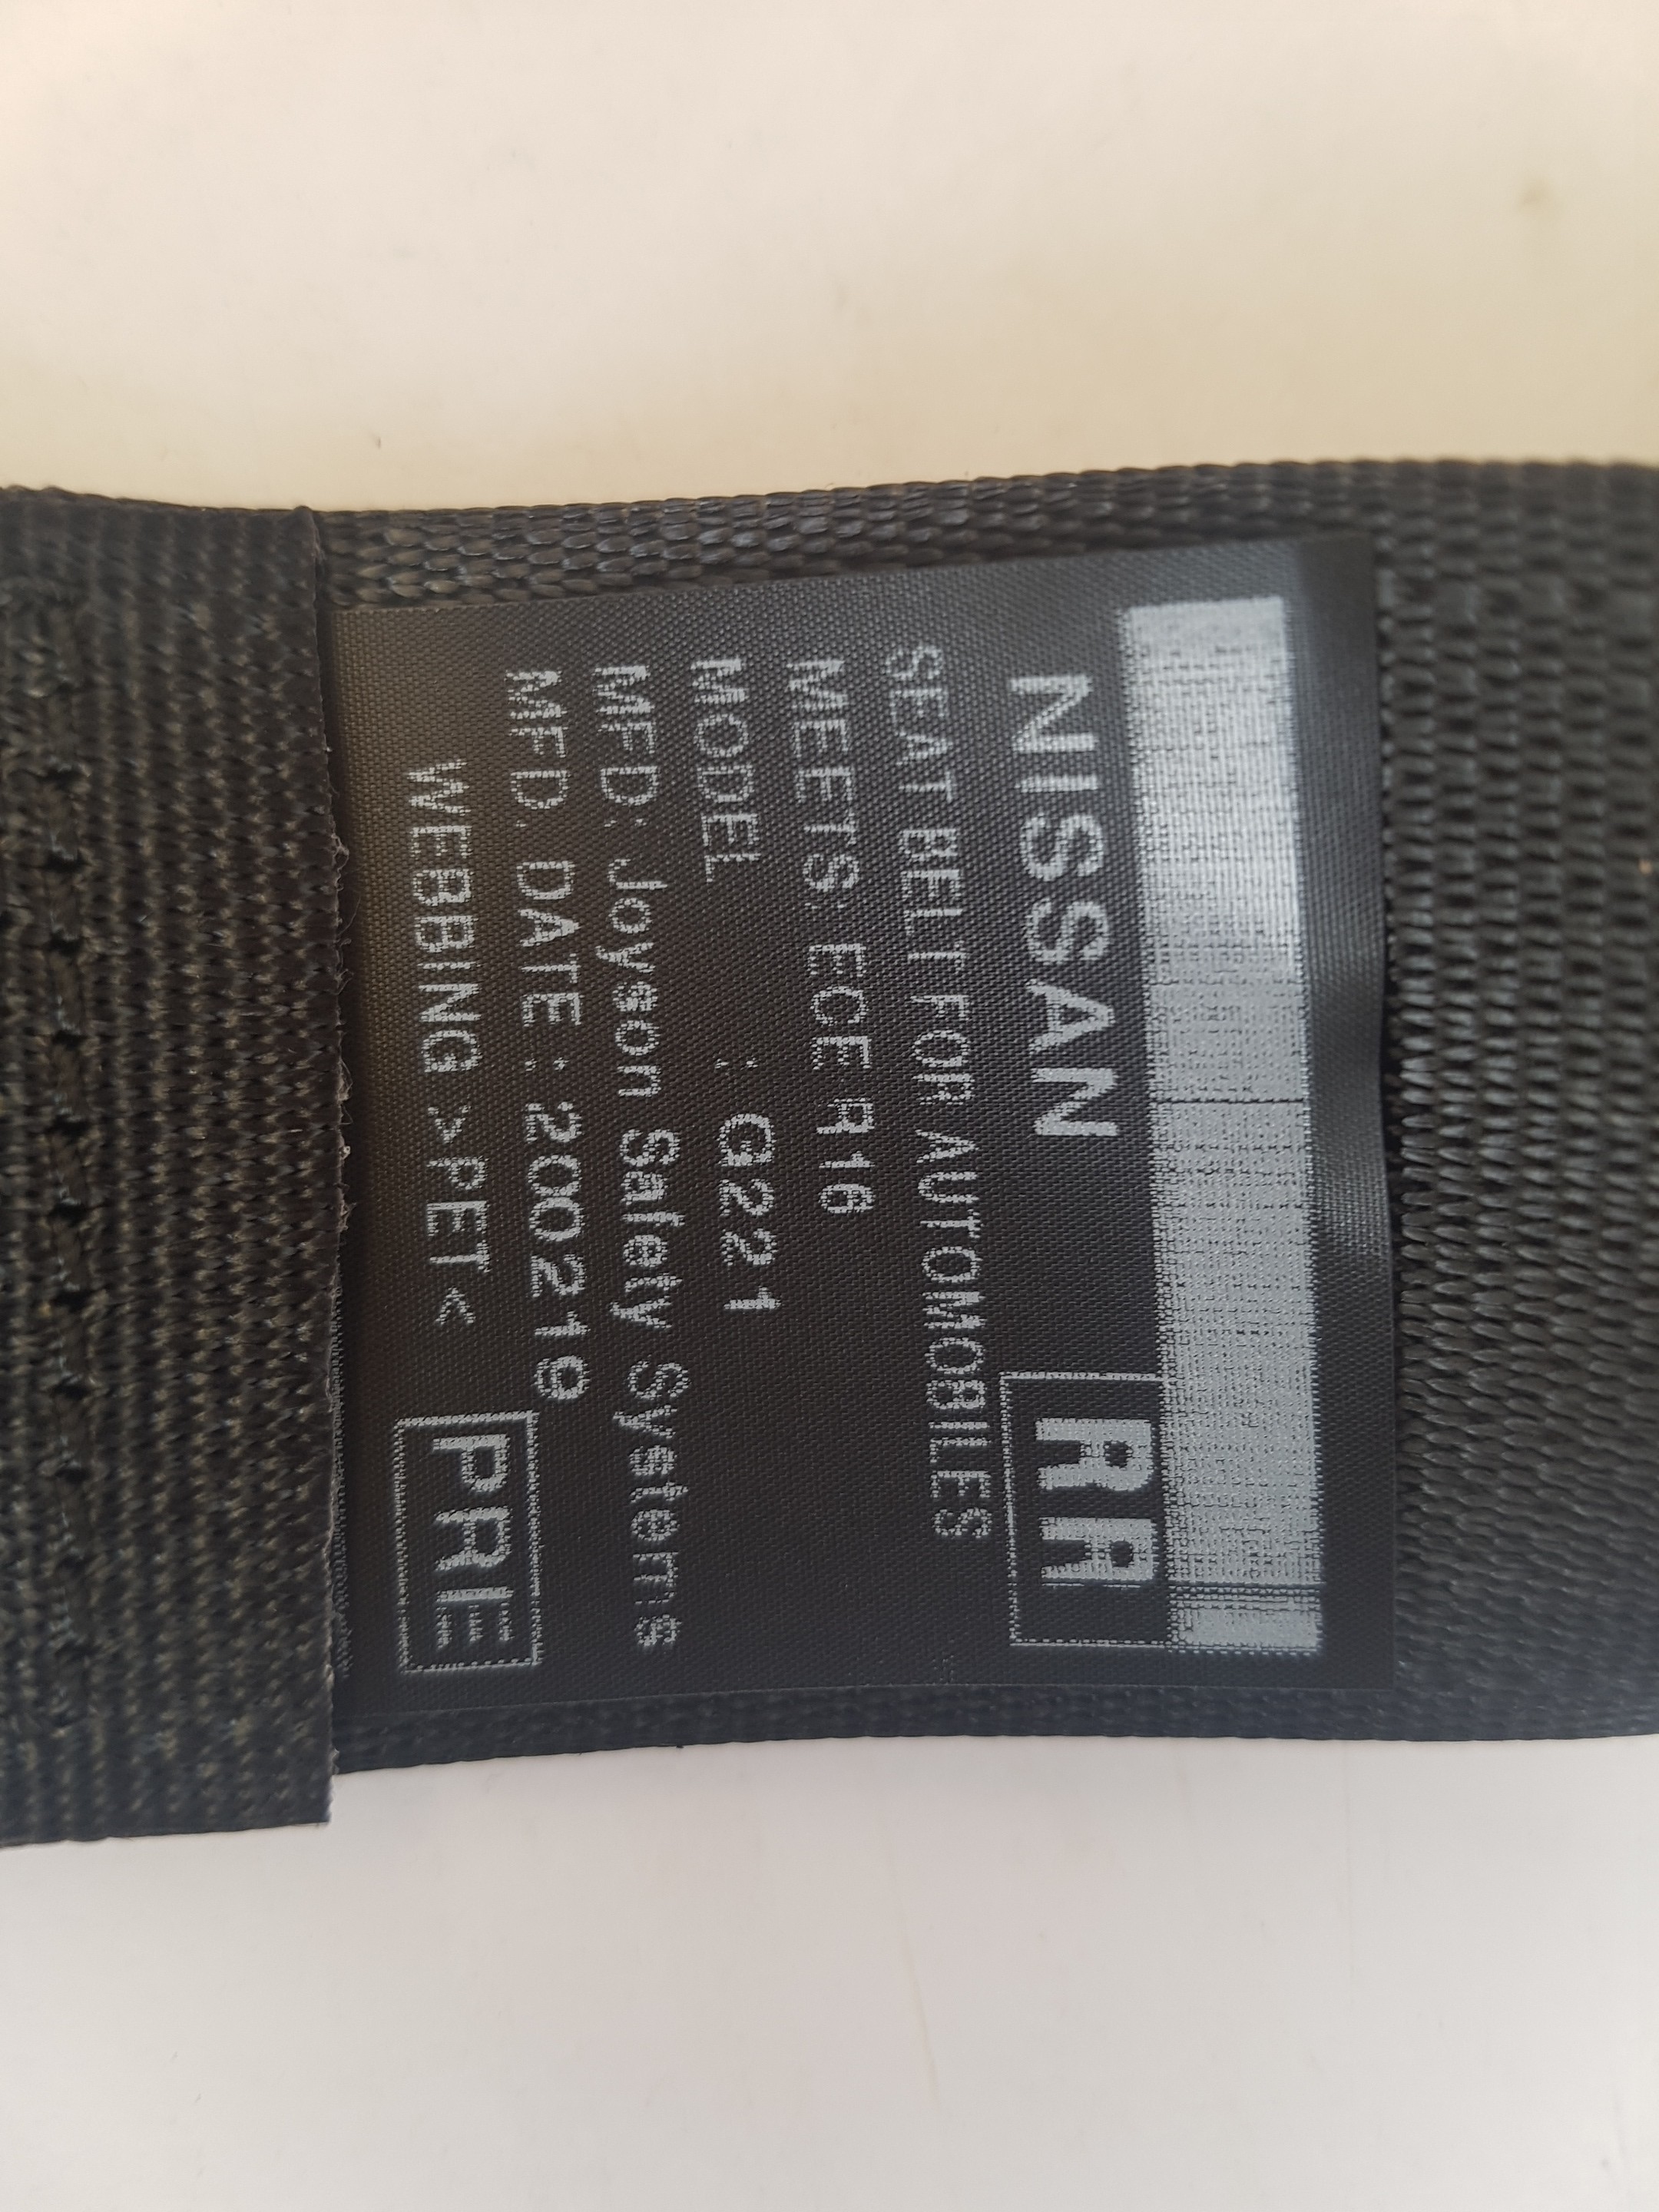 NISSAN RR
SEAT BELT FOR AUTOMOBILES
MEETS: ECE R16
MODEL : G221
MFD: Joyson Safety Systems
MFD. DATE : 200219
WEBBING >PET< PRE